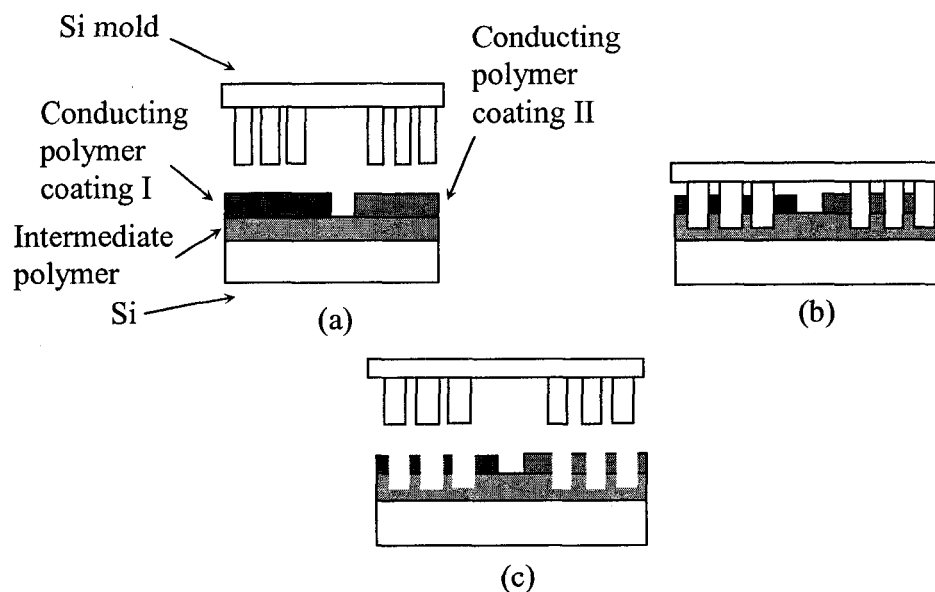 Si mold
Conducting
polymer
coating II
Conducting
polymer
coating I
Intermediate
polymer
Si
(a)
(b)
(c)